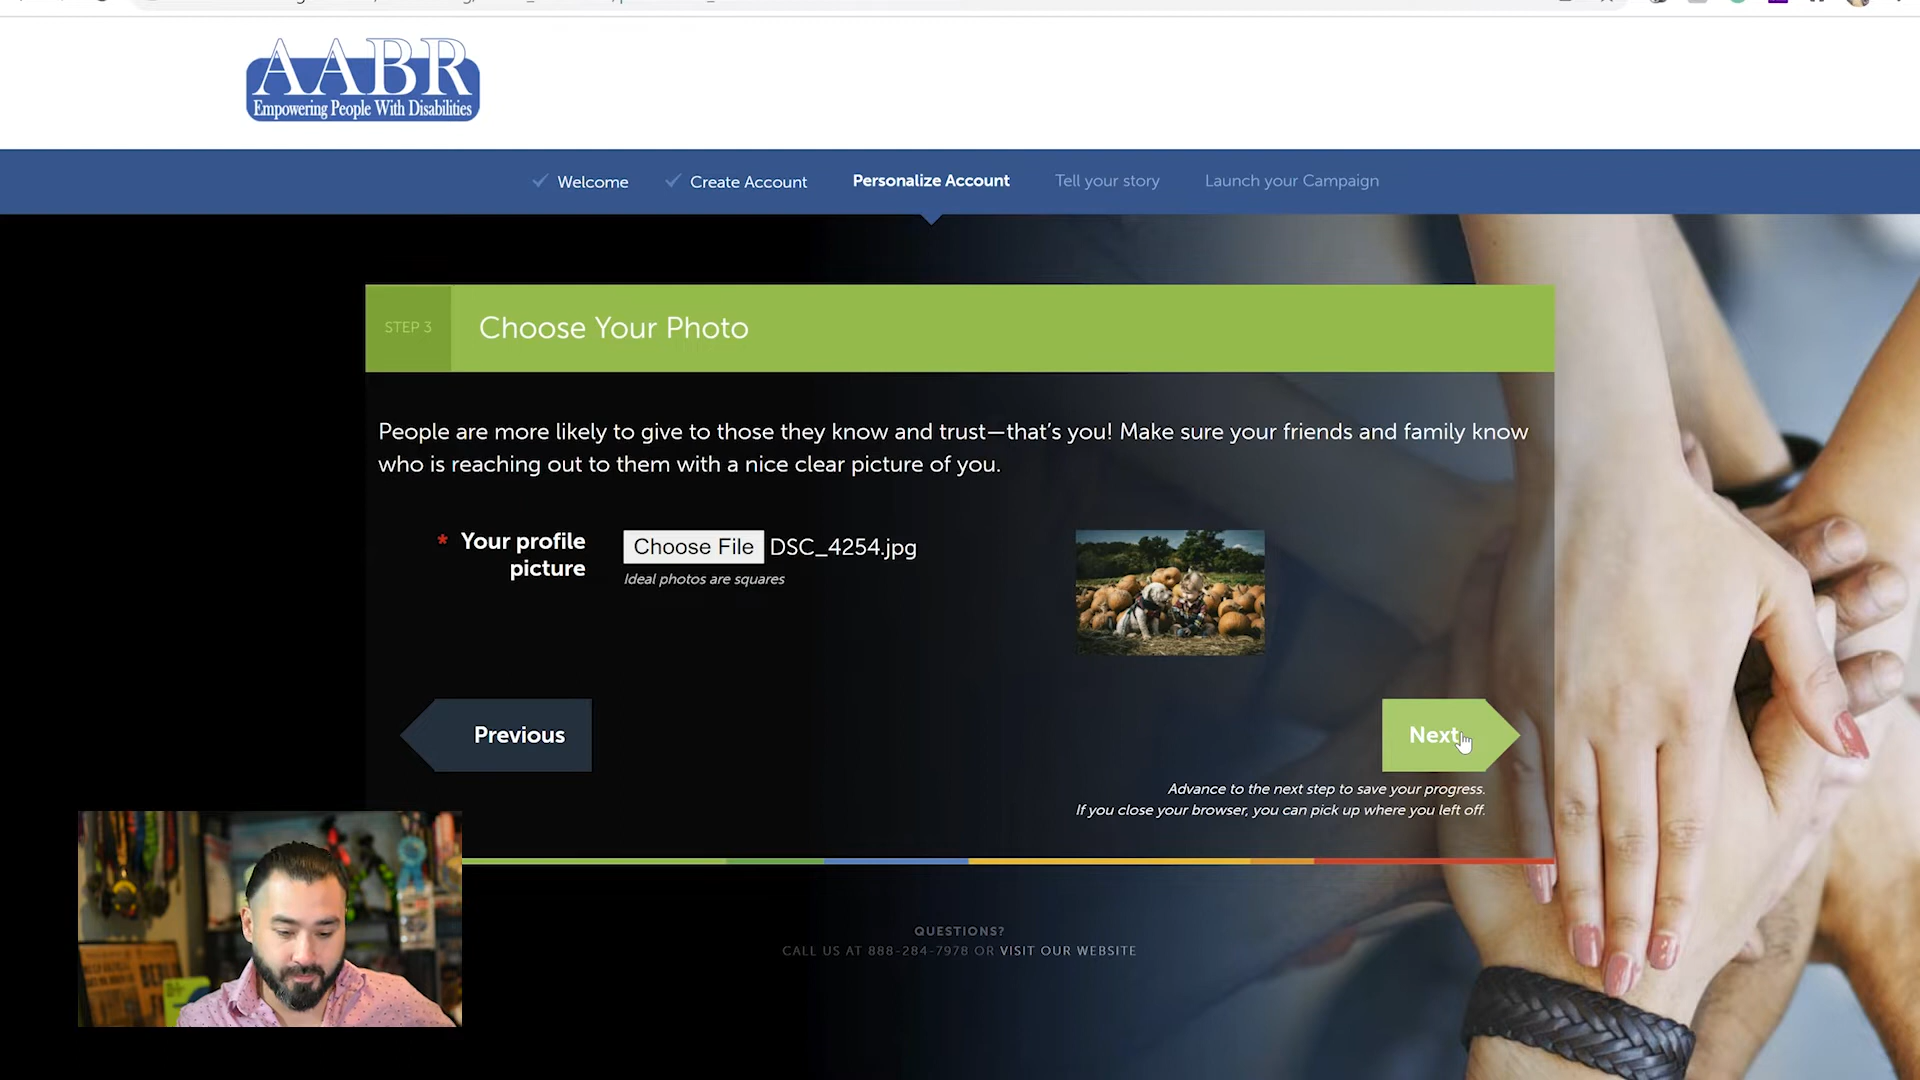 AABR
Empowering People With Disabilities
Welcome
Create Account
Personalize Account
Tell your story
Launch your Campaign
STEP 3
Choose Your Photo
People are more likely to give to those they know and trust—that's you! Make sure your friends and family know
who is reaching out to them with a nice clear picture of you.
* Your profile
picture
Choose File DSC_4254.jpg
Ideal photos are squares
Previous
Next
Advance to the next step to save your progress.
If you close your browser, you can pick up where you left off.
QUESTIONS?
CALL US AT 888-284-7978 OR VISIT OUR WEBSITE